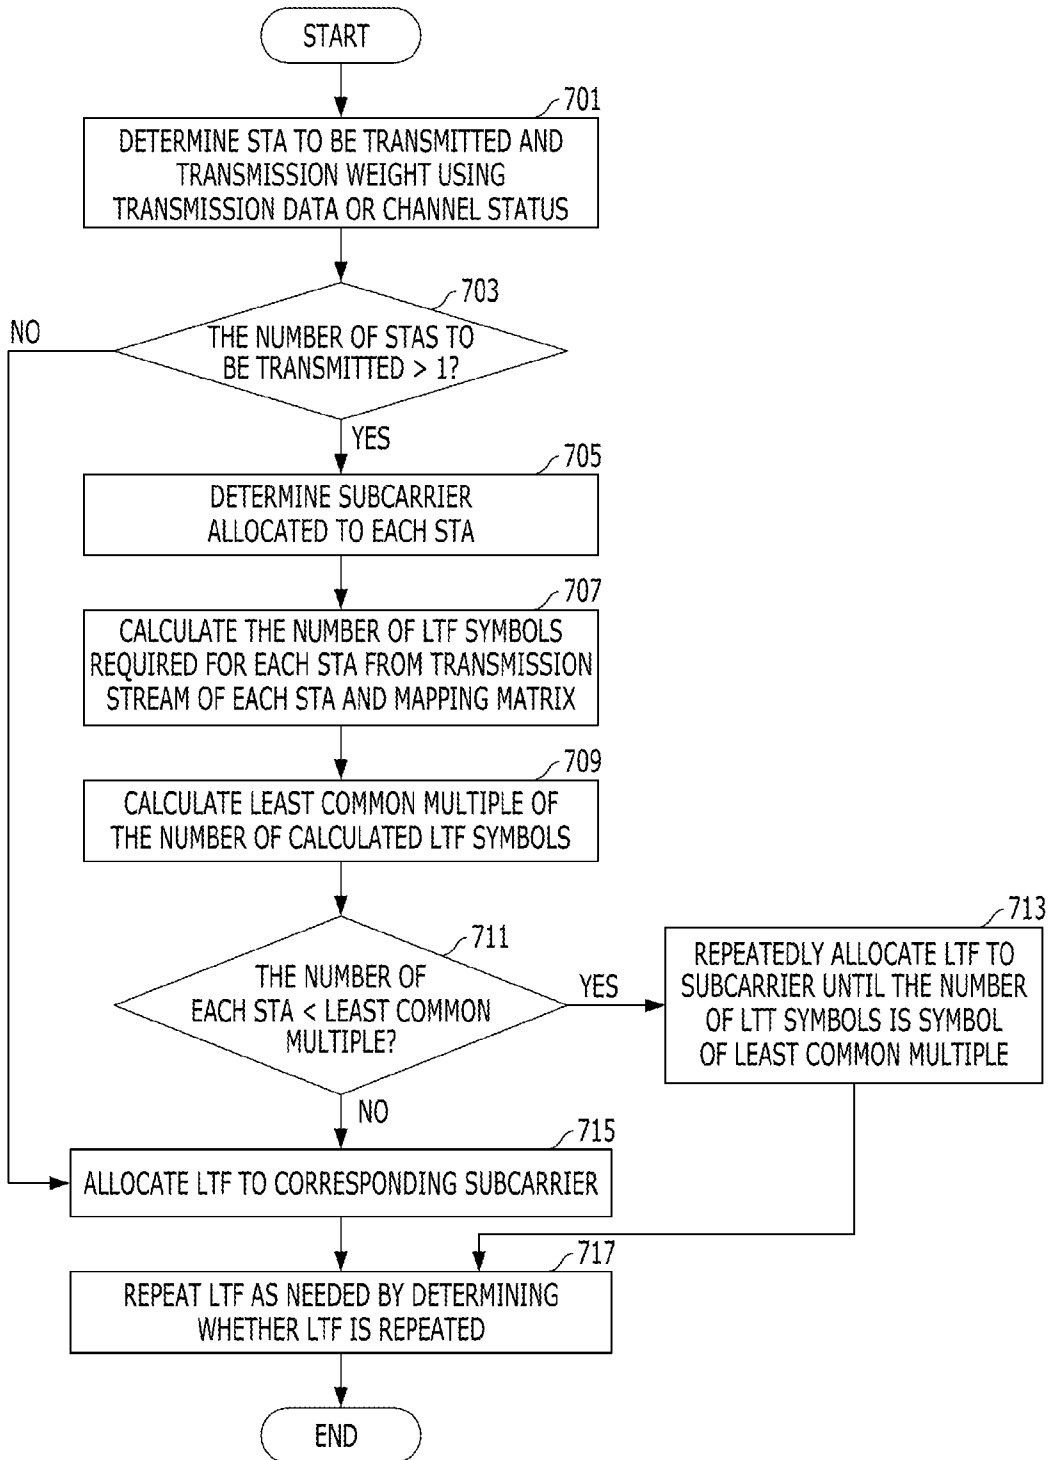 START
701
DETERMINE STA TO BE TRANSMITTED AND
TRANSMISSION WEIGHT USING
TRANSMISSION DATA OR CHANNEL STATUS
703
NO
THE NUMBER OF STAS TO
BE TRANSMITTED > 1?
YES
705
DETERMINE SUBCARRIER
ALLOCATED TO EACH STA
707
CALCULATE THE NUMBER OF LTF SYMBOLS
REQUIRED FOR EACH STA FROM TRANSMISSION
STREAM OF EACH STA AND MAPPING MATRIX
709
CALCULATE LEAST COMMON MULTIPLE OF
THE NUMBER OF CALCULATED LTF SYMBOLS
711
THE NUMBER OF
EACH STA < LEAST COMMON
MULTIPLE?
YES
713
REPEATEDLY ALLOCATE LTF TO
SUBCARRIER UNTIL THE NUMBER
OF LTT SYMBOLS IS SYMBOL
OF LEAST COMMON MULTIPLE
NO
715
ALLOCATE LTF TO CORRESPONDING SUBCARRIER
717
REPEAT LTF AS NEEDED BY DETERMINING
WHETHER LTF IS REPEATED
END